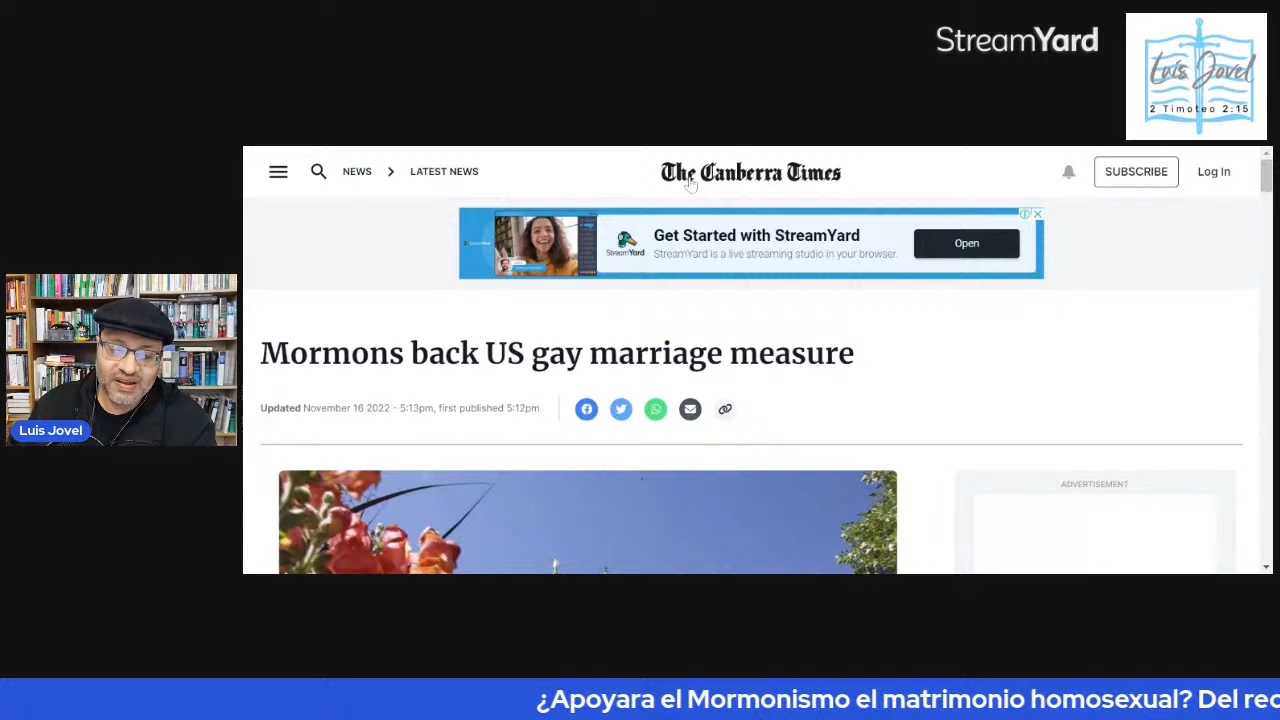 StreamYard
Luis Jovel
2 Timoteo 2:15
NEWS > LATEST NEWS
The Canberra Times
SUBSCRIBE
Log In
Get Started with StreamYard
StreamYard is a live streaming studio in your browser.
StreamYard
Open
Mormons back US gay marriage measure
Updated November 16 2022 - 5:13pm, first published 5:12pm
ADVERTISEMENT
Luis Jovel
¿Apoyara el Mormonismo el matrimonio homosexual? Del rec